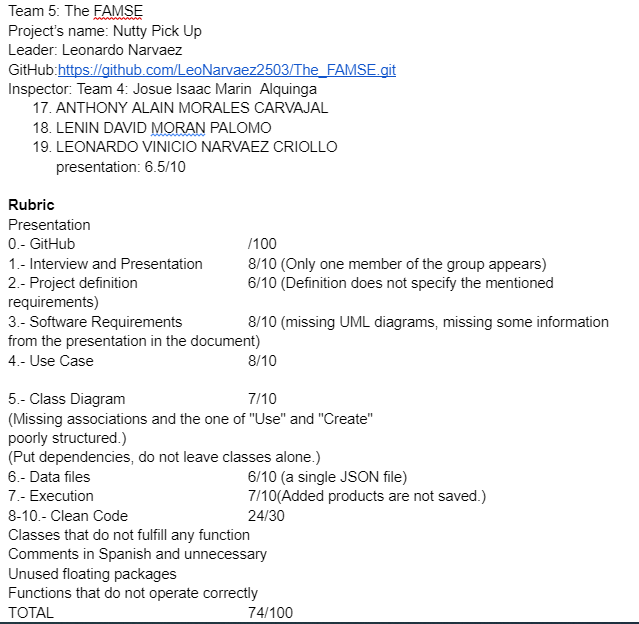 Team 5: The FAMSE
Project's name: Nutty Pick Up
Leader: Leonardo Narvaez
GitHub:https://github.com/LeoNarvaez2503/The_FAMSE.git
Inspector: Team 4: Josue Isaac Marin  Alquinga
17. ANTHONY ALAIN MORALES CARVAJAL
18. LENIN DAVID MORAN PALOMO
19. LEONARDO VINICIO NARVAEZ CRIOLLO
presentation: 6.5/10
Rubric
Presentation
0.- GitHub /100
1.- Interview and Presentation 8/10 (Only one member of the group appears)
2.- Project definition 6/10 (Definition does not specify the mentioned
requirements)
3.- Software Requirements 8/10 (missing UML diagrams, missing some information
from the presentation in the document)
4.- Use Case 8/10
5.- Class Diagram 7/10
(Missing associations and the one of "Use" and "Create"
poorly structured.)
(Put dependencies, do not leave classes alone.)
6.- Data files 6/10 (a single JSON file)
7.- Execution 7/10(Added products are not saved.)
8-10.- Clean Code 24/30
Classes that do not fulfill any function
Comments in Spanish and unnecessary
Unused floating packages
Functions that do not operate correctly
TOTAL 74/100